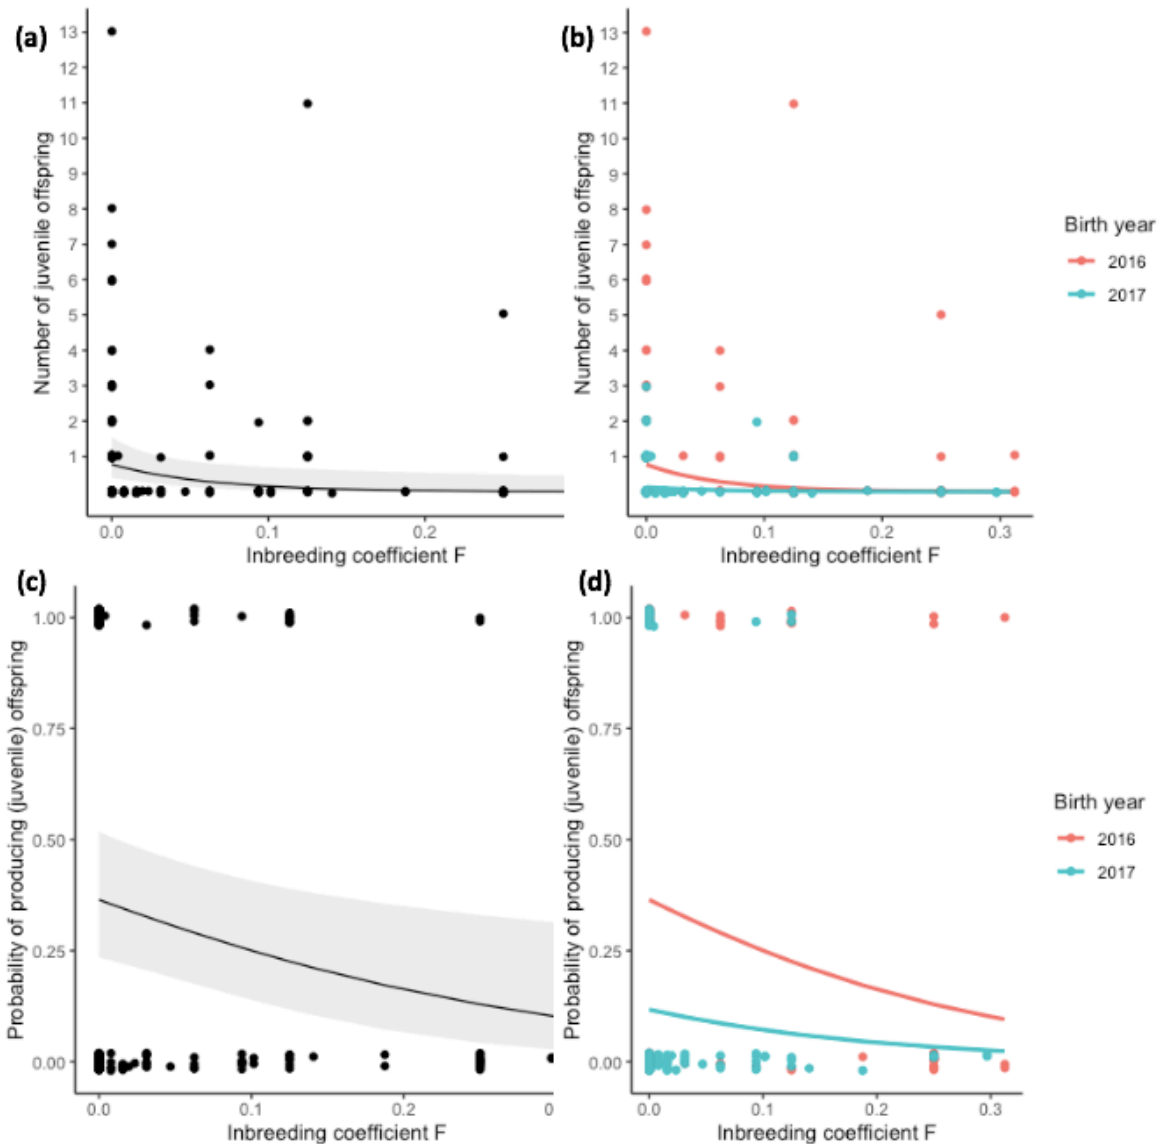 (a)
Number of juvenile offspring
13
12
11
10
9
8
7
6
5
4
3
2
1
0.0 0.1 0.2
Inbreeding coefficient F
(b)
Number of juvenile offspring
13
12
11
10
9
8
7
6
5
4
3
2
1
0.0 0.1 0.2 0.3
Inbreeding coefficient F
Birth year
2016
2017
(c)
Probability of producing (juvenile) offspring
1.00
0.75
0.50
0.25
0.00
0.0 0.1 0.2 0
Inbreeding coefficient F
(d)
Probability of producing (juvenile) offspring
1.00
0.75
0.50
0.25
0.00
0.0 0.1 0.2 0.3
Inbreeding coefficient F
Birth year
2016
2017